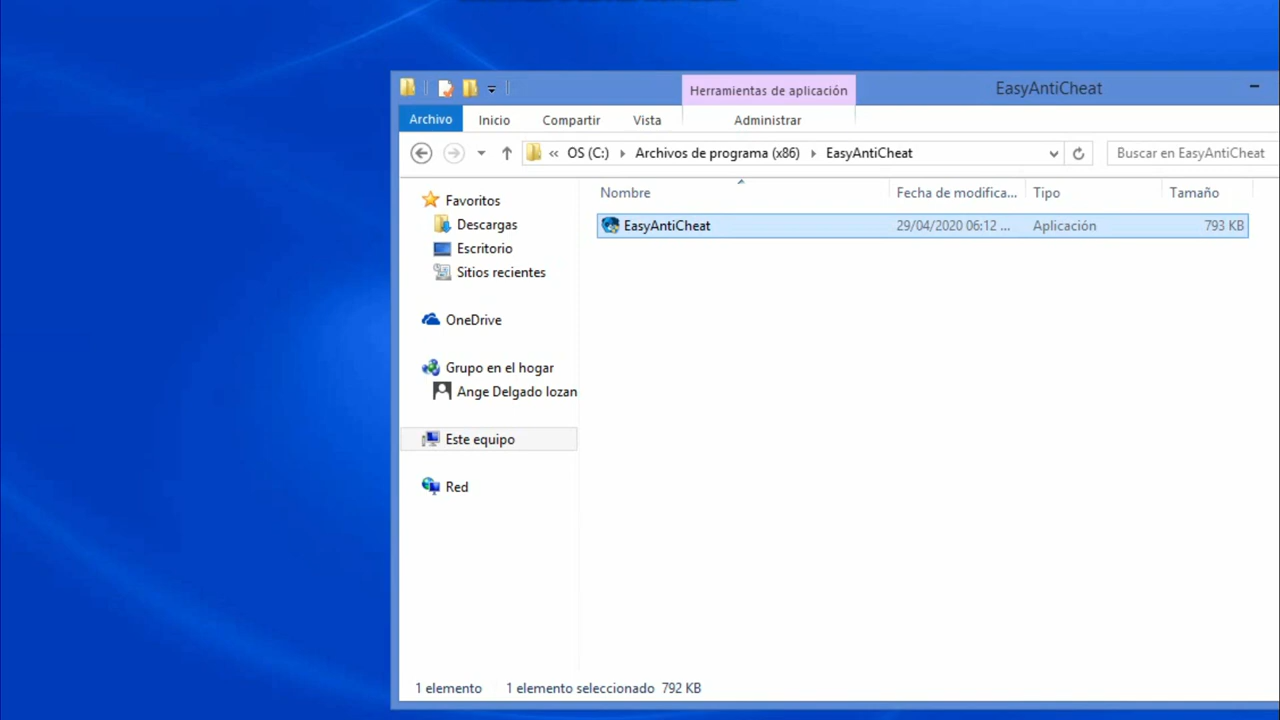 Herramientas de aplicación
EasyAntiCheat
Archivo
Inicio
Compartir
Vista
Administrar
« OS (C:) Archivos de programa (x86) EasyAntiCheat
Buscar en EasyAntiCheat
Nombre
Fecha de modifica...
Tipo
Tamaño
EasyAntiCheat
29/04/2020 06:12 ...
Aplicación
793 KB
Favoritos
Descargas
Escritorio
Sitios recientes
OneDrive
Grupo en el hogar
Ange Delgado lozan
Este equipo
Red
1 elemento
1 elemento seleccionado 792 KB